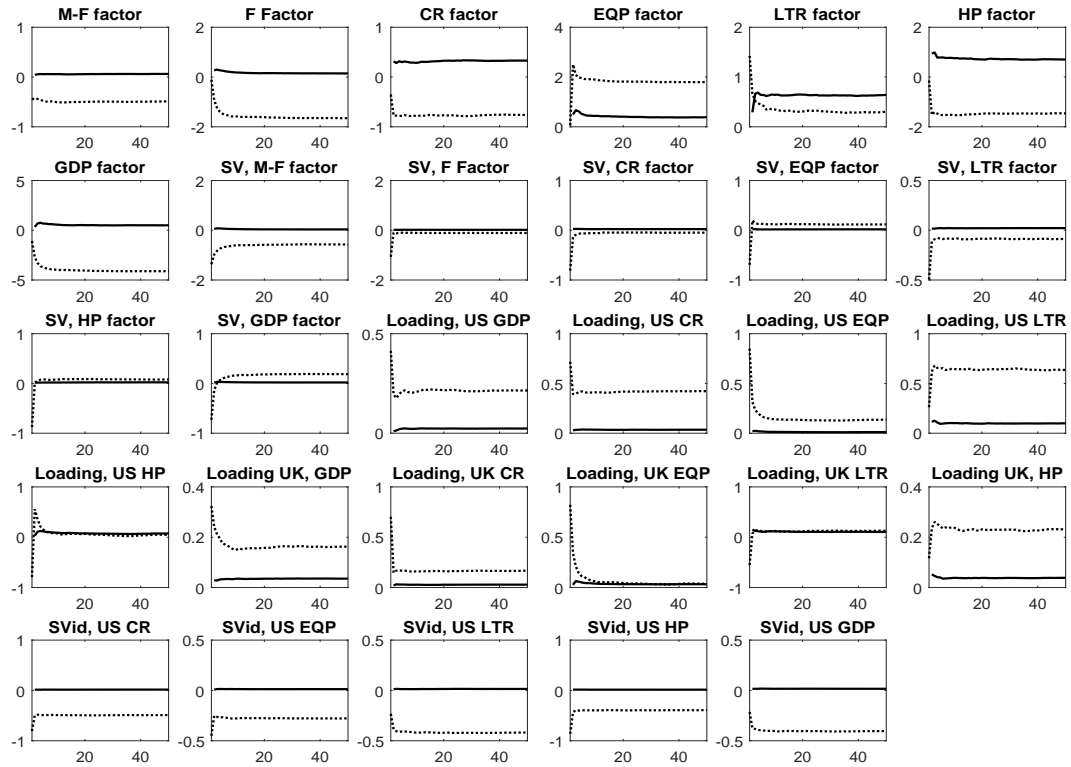 M-F factor F Factor CR factor EQP factor LTR factor HP factor
1 2 1 4 2 2
0 0 0 2 1 0
-1 -2 -1 0 0 -2
20 40 20 40 20 40 20 40 20 40 20 40
GDP factor SV, M-F factor SV, F Factor SV, CR factor SV, EQP factor SV, LTR factor
5 2 2 1 1 0.5
0 0 0 0 0 0
-5 -2 -2 -1 -1 -0.5
20 40 20 40 20 40 20 40 20 40 20 40
SV, HP factor SV, GDP factor Loading, US GDP Loading, US CR Loading, US EQP Loading, US LTR
1 1 0.5 1 1 1
0 0 0.5 0.5 0.5
-1 -1 0 0 0 0
20 40 20 40 20 40 20 40 20 40 20 40
Loading, US HP Loading UK, GDP Loading, UK CR Loading, UK EQP Loading, UK LTR Loading UK, HP
1 0.4 1 1 1 0.4
0 0.2 0.5 0.5 0 0.2
-1 0 0 0 -1 0
20 40 20 40 20 40 20 40 20 40 20 40
SVid, US CR SVid, US EQP SVid, US LTR SVid, US HP SVid, US GDP
1 0.5 0.5 1 0.5
0 0 0 0 0
-1 -0.5 -0.5 -1 -0.5
20 40 20 40 20 40 20 40 20 40